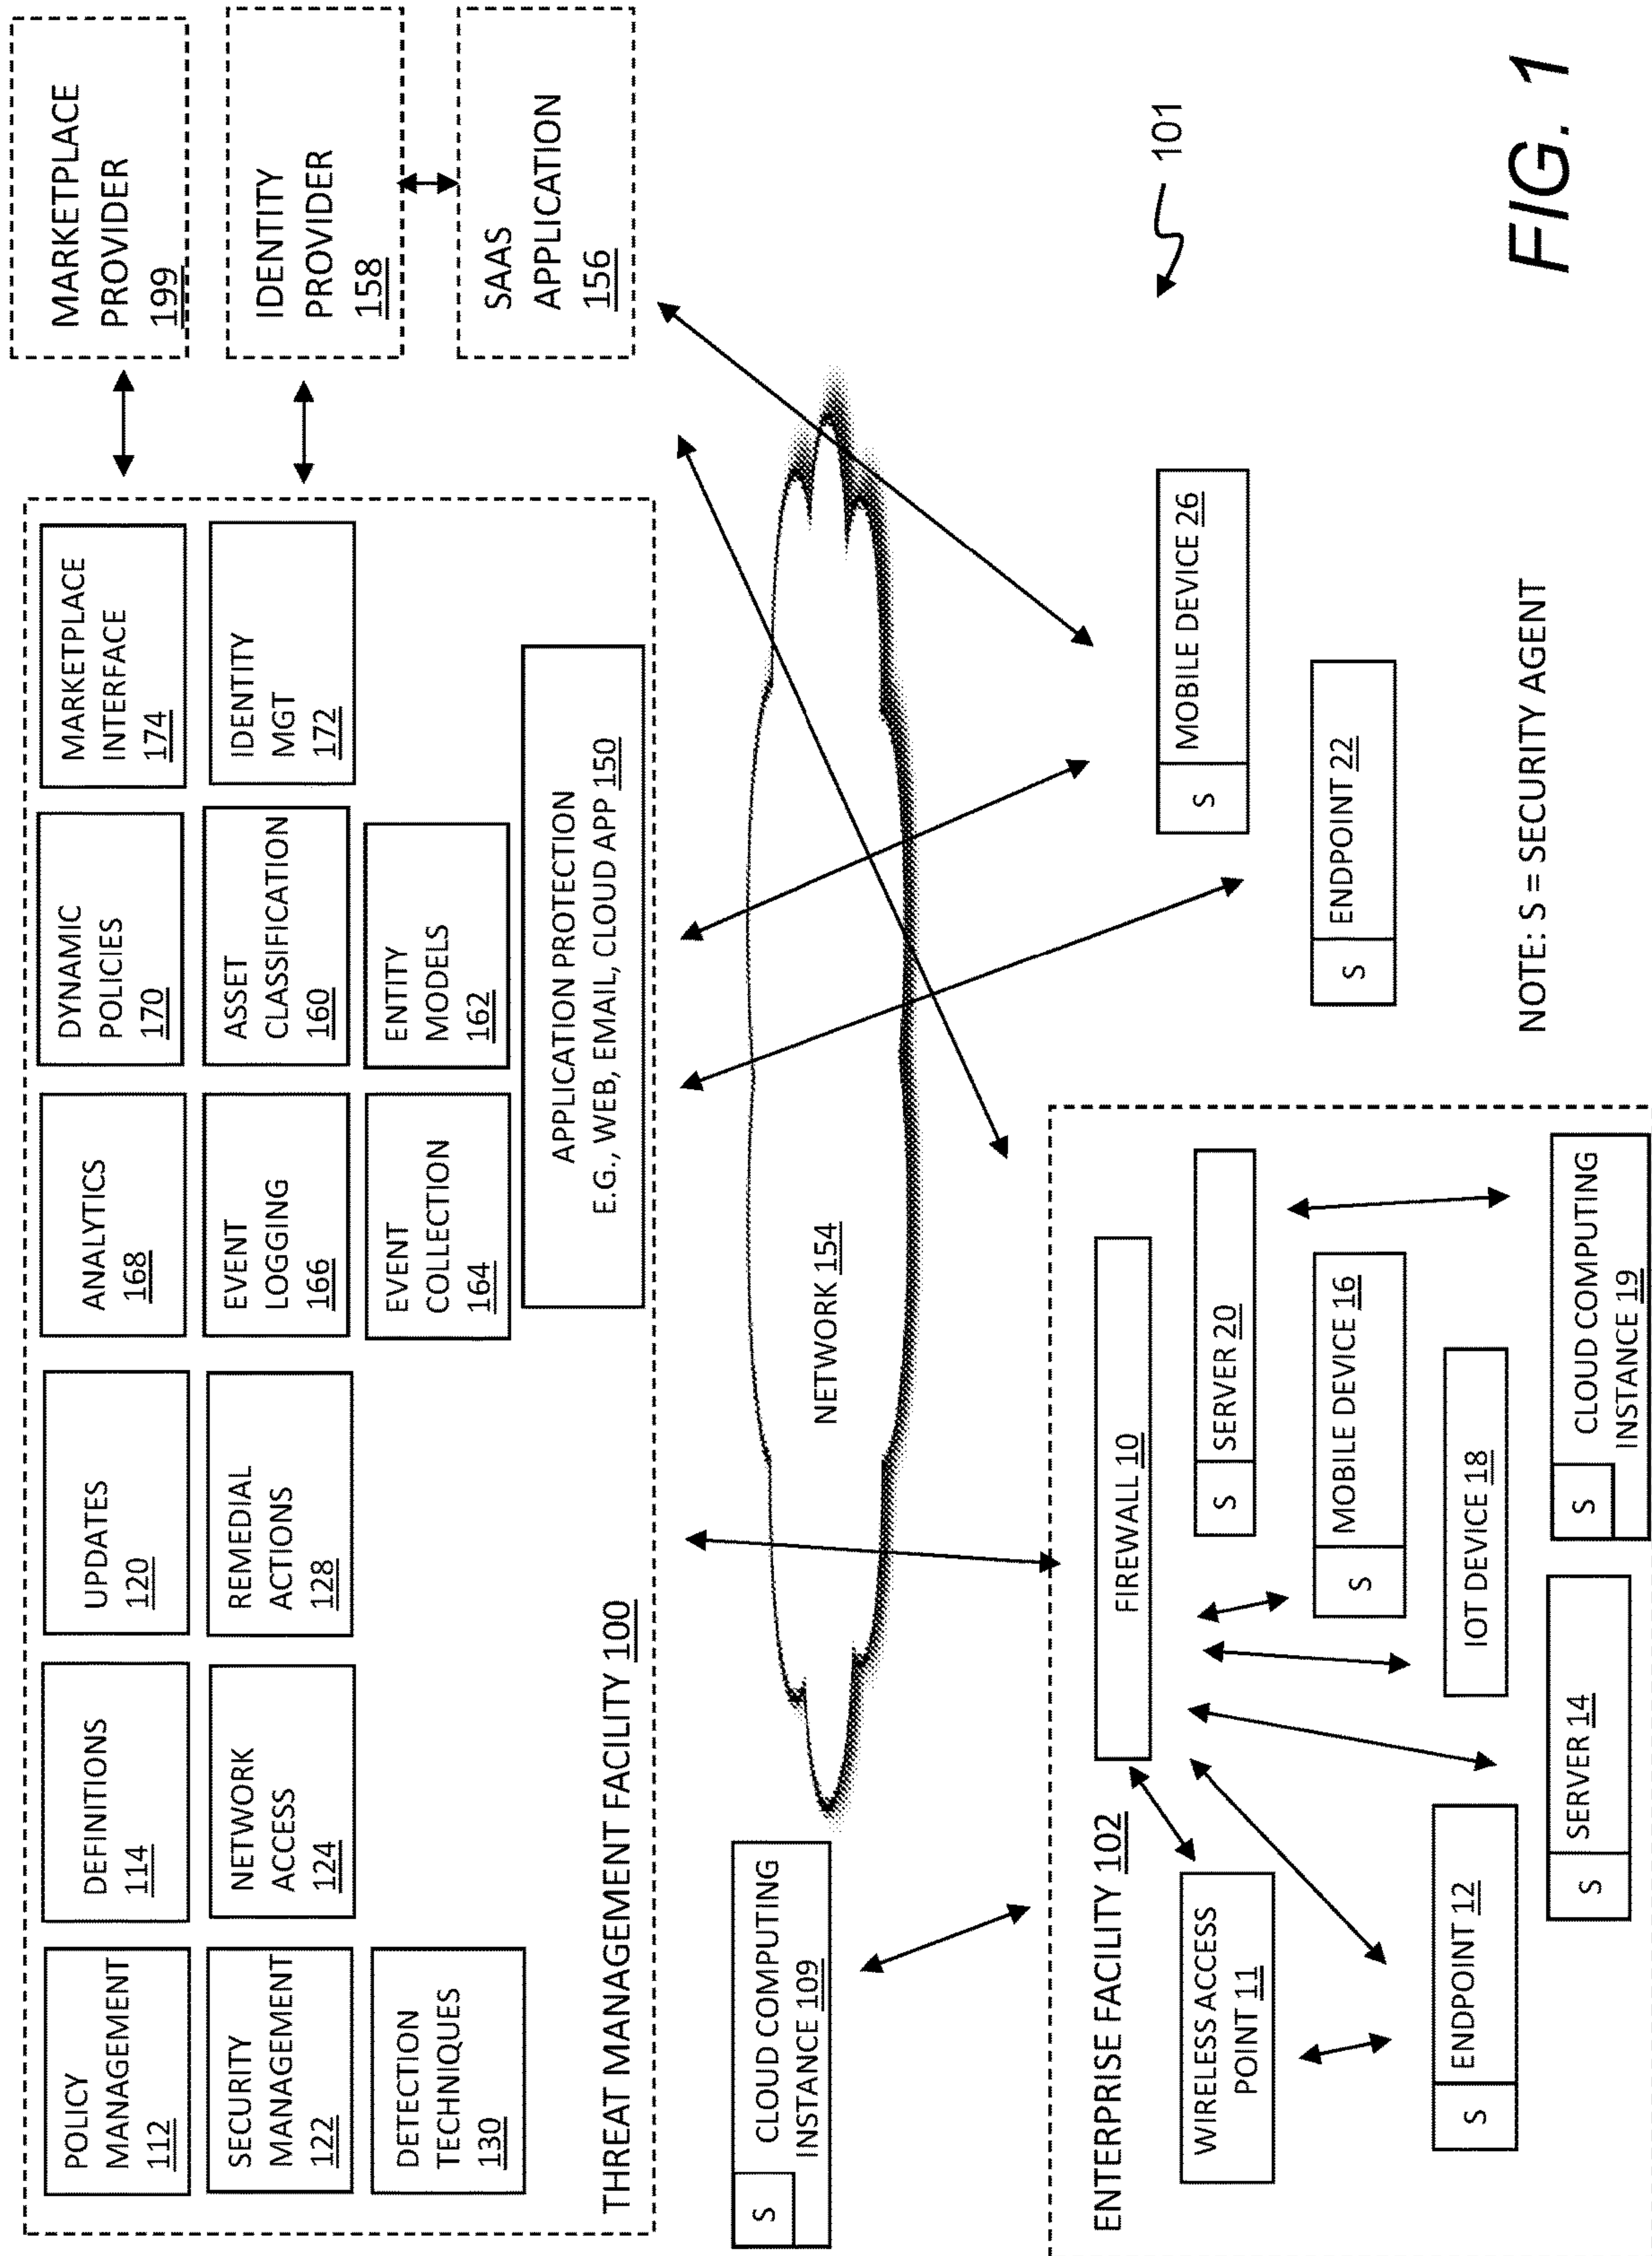 POLICY
MANAGEMENT
112
DEFINITIONS
114
UPDATES
120
ANALYTICS
168
DYNAMIC
POLICIES
170
MARKETPLACE
INTERFACE
174
MARKETPLACE
PROVIDER
199
SECURITY
MANAGEMENT
122
NETWORK
ACCESS
124
REMEDIAL
ACTIONS
128
EVENT
LOGGING
166
ASSET
CLASSIFICATION
160
IDENTITY
MGT
172
IDENTITY
PROVIDER
158
DETECTION
TECHNIQUES
130
EVENT
COLLECTION
164
ENTITY
MODELS
162
SAAS
APPLICATION
156
APPLICATION PROTECTION
E.G., WEB, EMAIL, CLOUD APP 150
THREAT MANAGEMENT FACILITY 100
S
CLOUD COMPUTING
INSTANCE 109
NETWORK 154
ENTERPRISE FACILITY 102
FIREWALL 10
WIRELESS ACCESS
POINT 11
S
SERVER 20
S
MOBILE DEVICE 16
S
ENDPOINT 12
IOT DEVICE 18
S
SERVER 14
S
CLOUD COMPUTING
INSTANCE 19
S
MOBILE DEVICE 26
S
ENDPOINT 22
101
NOTE: S = SECURITY AGENT
FIG. 1